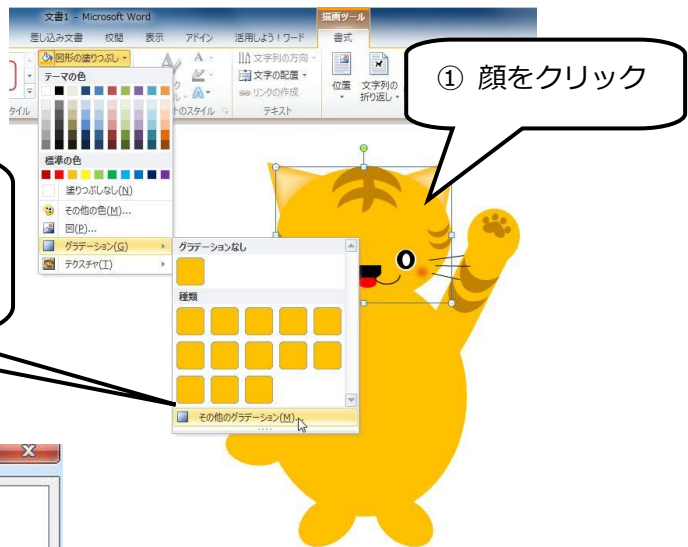 文書1 - Microsoft Word
描画ツール
差し込み文書 校閲 表示 アドイン 活用しよう!ワード 書式
図形の塗りつぶし
文字列の方向
文字の配置
リンクの作成
テキスト
位置
文字列の
折り返し
① 顔をクリック
テーマの色
標準の色
塗りつぶしなし(N)
その他の色(M)...
図(P)...
グラデーション(G)
テクスチャ(T)
グラデーションなし
種類
その他のグラデーション(M)...